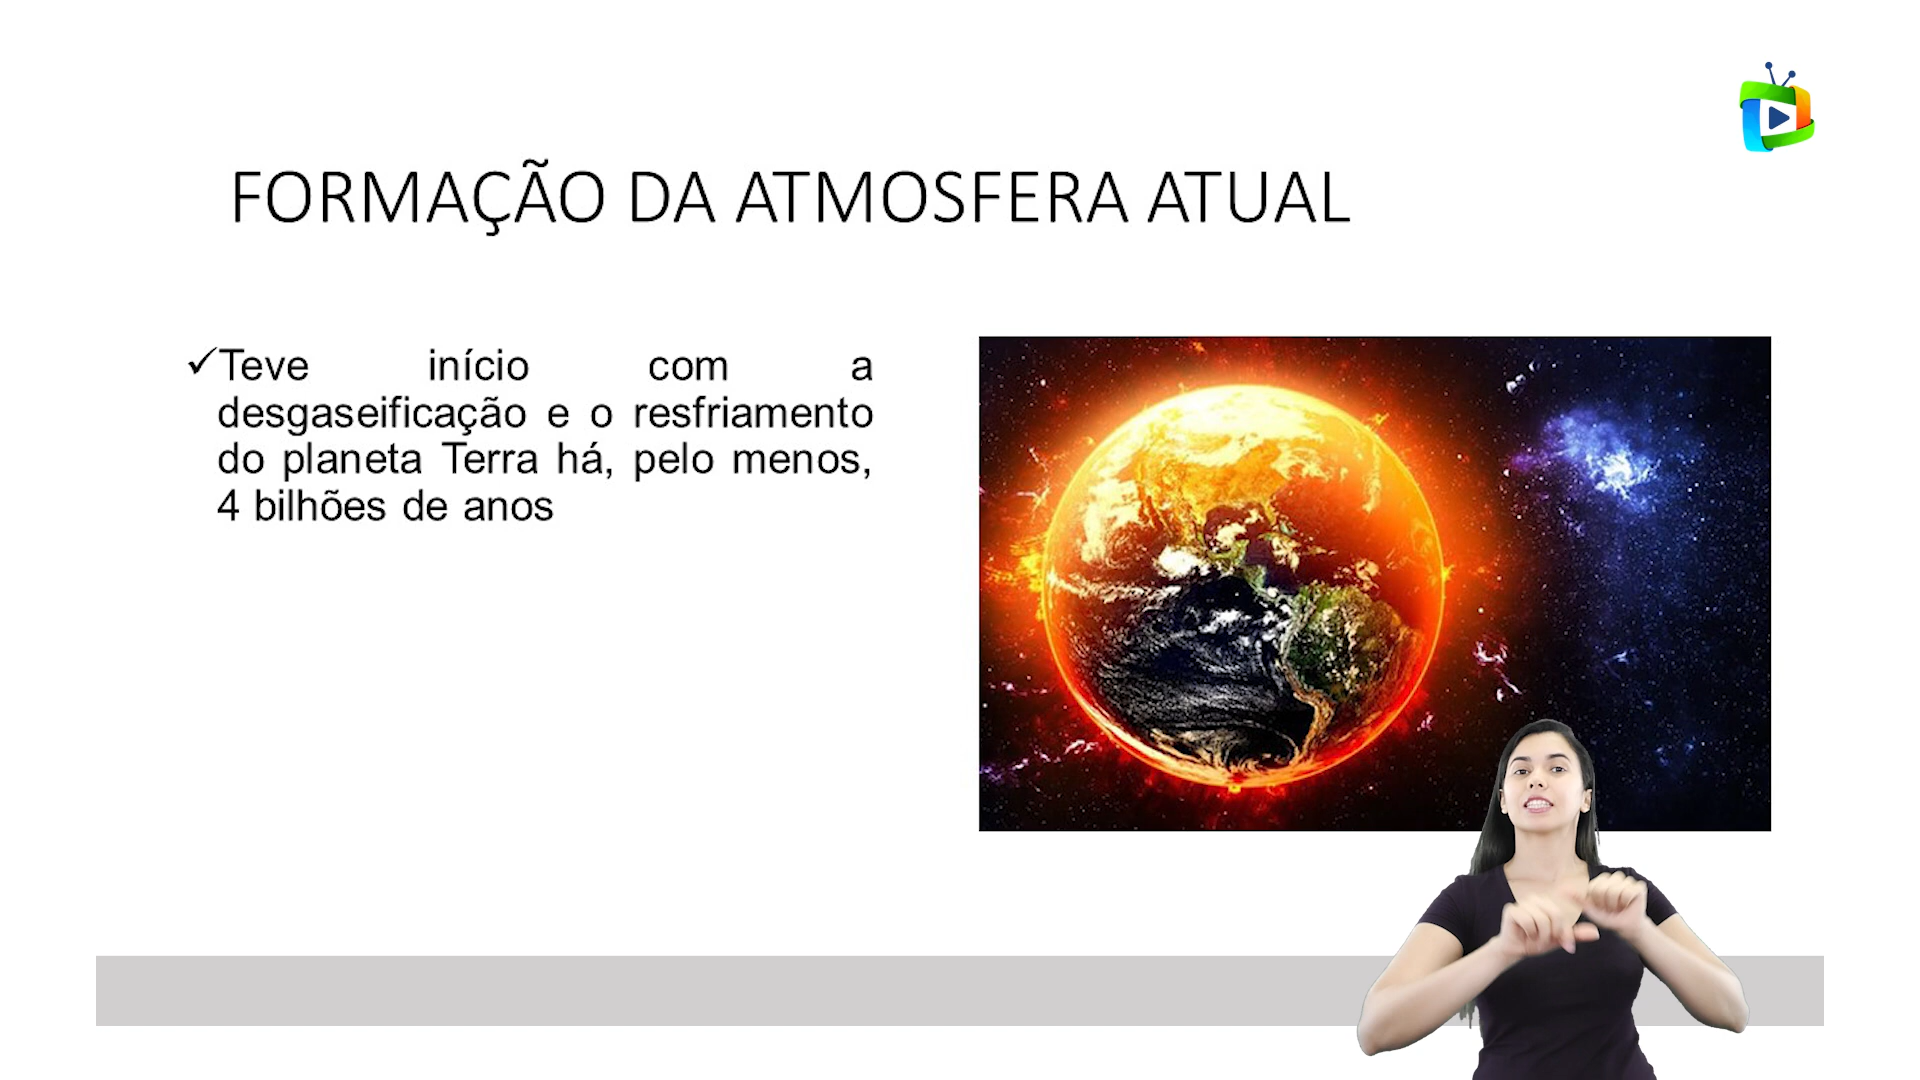 FORMAÇÃO DA ATMOSFERA ATUAL
✓Teve início com a
desgaseificação e o resfriamento
do planeta Terra há, pelo menos,
4 bilhões de anos